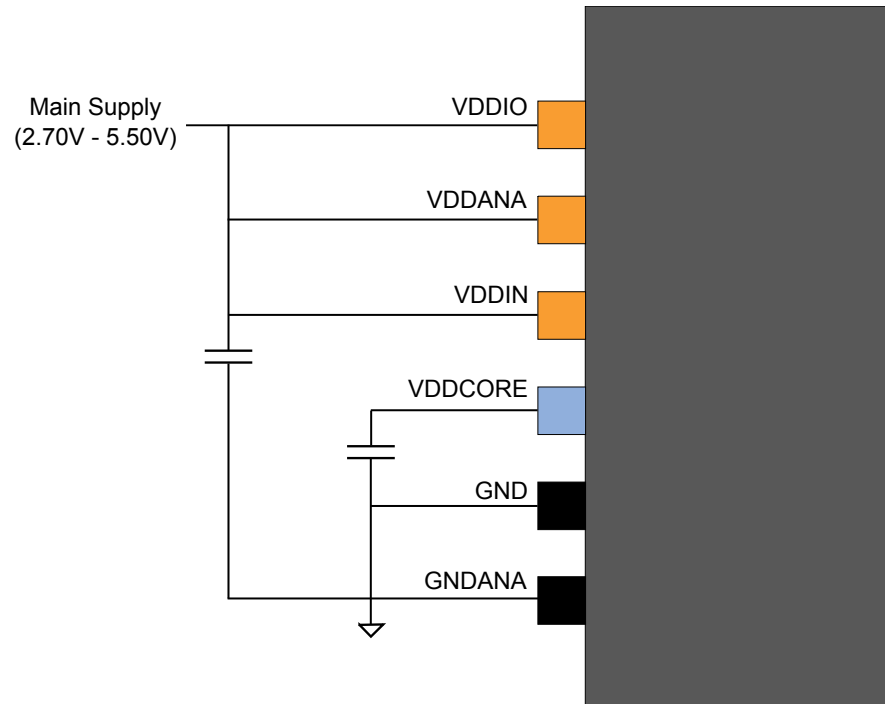 Main Supply
(2.70V - 5.50V)
VDDIO
VDDANA
VDDIN
VDDCORE
GND
GNDANA